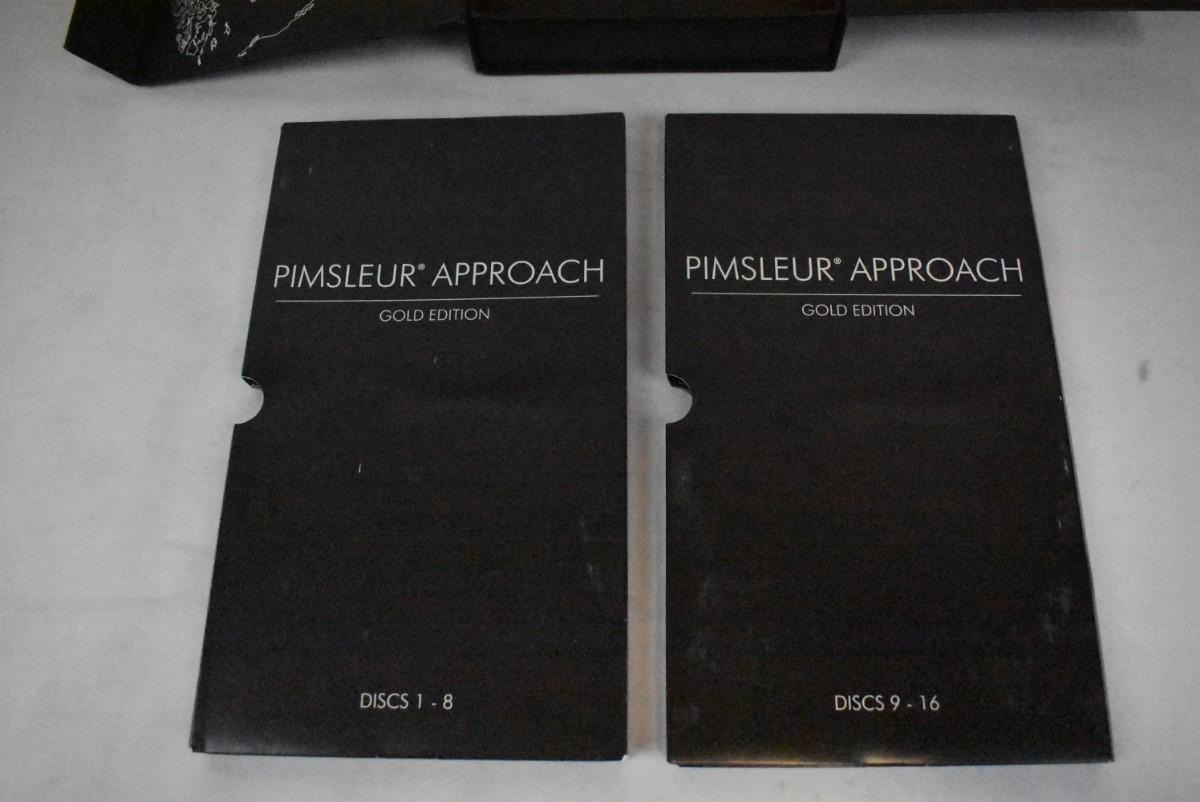 PIMSLEUR® APPROACH
GOLD EDITION
DISCS 1 - 8
PIMSLEUR® APPROACH
GOLD EDITION
DISCS 9 - 16